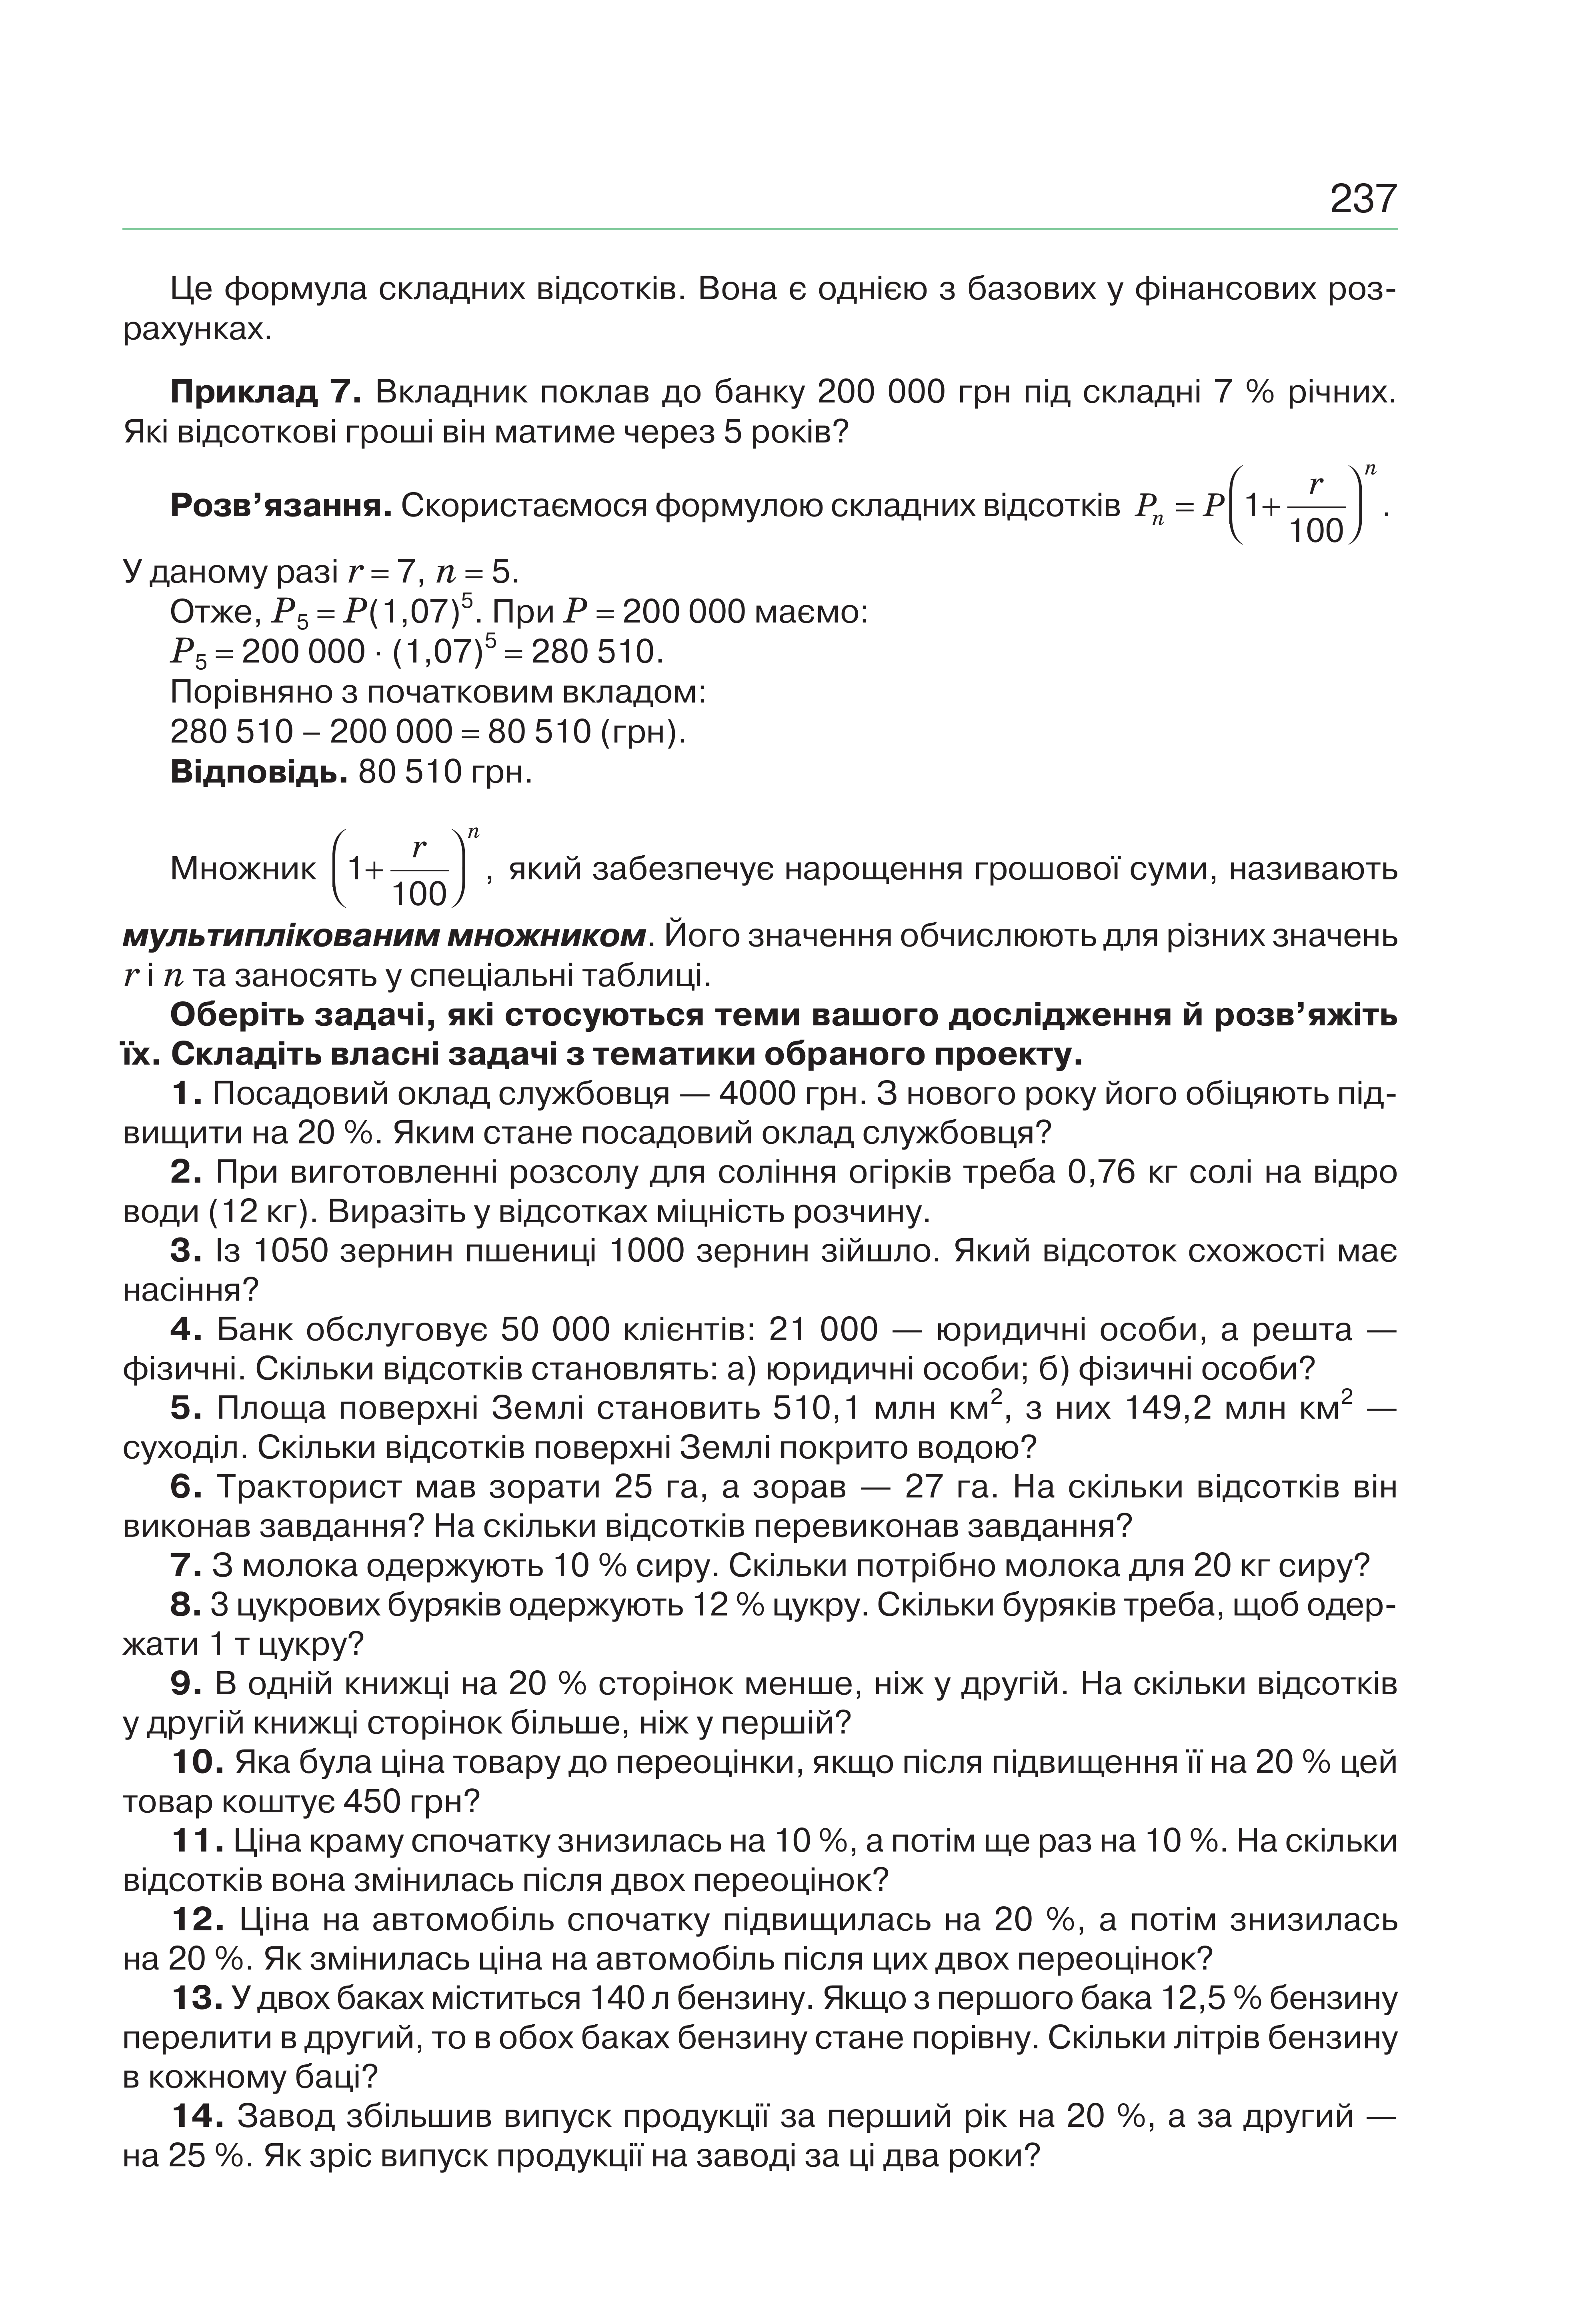 237
Це формула складних відсотків. Вона є однією з базових у фінансових роз-
рахунках.
Приклад 7. Вкладник поклав до банку 200 000 грн під складні 7 % річних.
Які відсоткові гроші він матиме через 5 років?
Розв’язання. Скористаємося формулою складних відсотків Pₙ = P(1+ r/100)ⁿ.
У даному разі r = 7, n = 5.
Отже, P₅ = P(1,07)⁵. При P = 200 000 маємо:
P₅ = 200 000 · (1,07)⁵ = 280 510.
Порівняно з початковим вкладом:
280 510 – 200 000 = 80 510 (грн).
Відповідь. 80 510 грн.
Множник (1+ r/100)ⁿ, який забезпечує нарощення грошової суми, називають
мультиплікованим множником. Його значення обчислюють для різних значень
r і n та заносять у спеціальні таблиці.
Оберіть задачі, які стосуються теми вашого дослідження й розв’яжіть
їх. Складіть власні задачі з тематики обраного проекту.
1. Посадовий оклад службовця — 4000 грн. З нового року його обіцяють під-
вищити на 20 %. Яким стане посадовий оклад службовця?
2. При виготовленні розсолу для соління огірків треба 0,76 кг солі на відро
води (12 кг). Виразіть у відсотках міцність розчину.
3. Із 1050 зернин пшениці 1000 зернин зійшло. Який відсоток схожості має
насіння?
4. Банк обслуговує 50 000 клієнтів: 21 000 — юридичні особи, а решта —
фізичні. Скільки відсотків становлять: а) юридичні особи; б) фізичні особи?
5. Площа поверхні Землі становить 510,1 млн км², з них 149,2 млн км² —
суходіл. Скільки відсотків поверхні Землі покрито водою?
6. Тракторист мав зорати 25 га, а зорав — 27 га. На скільки відсотків він
виконав завдання? На скільки відсотків перевиконав завдання?
7. З молока одержують 10 % сиру. Скільки потрібно молока для 20 кг сиру?
8. З цукрових буряків одержують 12 % цукру. Скільки буряків треба, щоб одер-
жати 1 т цукру?
9. В одній книжці на 20 % сторінок менше, ніж у другій. На скільки відсотків
у другій книжці сторінок більше, ніж у першій?
10. Яка була ціна товару до переоцінки, якщо після підвищення її на 20 % цей
товар коштує 450 грн?
11. Ціна краму спочатку знизилась на 10 %, а потім ще раз на 10 %. На скільки
відсотків вона змінилась після двох переоцінок?
12. Ціна на автомобіль спочатку підвищилась на 20 %, а потім знизилась
на 20 %. Як змінилась ціна на автомобіль після цих двох переоцінок?
13. У двох баках міститься 140 л бензину. Якщо з першого бака 12,5 % бензину
перелити в другий, то в обох баках бензину стане порівну. Скільки літрів бензину
в кожному баці?
14. Завод збільшив випуск продукції за перший рік на 20 %, а за другий —
на 25 %. Як зріс випуск продукції на заводі за ці два роки?